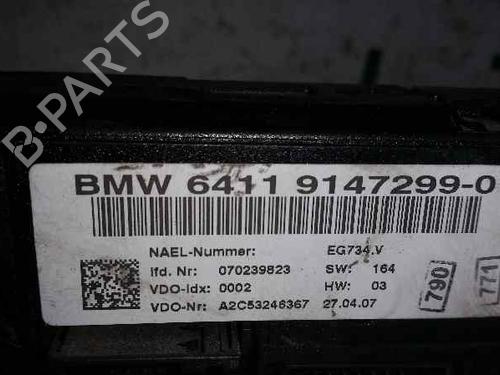 B-PARTS
BMW 6411 9147299-0
NAEL-Nummer: EG734.V
lfd. Nr: 070239823 SW: 164
VDO-Idx: 0002 HW: 03
VDO-Nr: A2C53246367 27.04.07
790
771